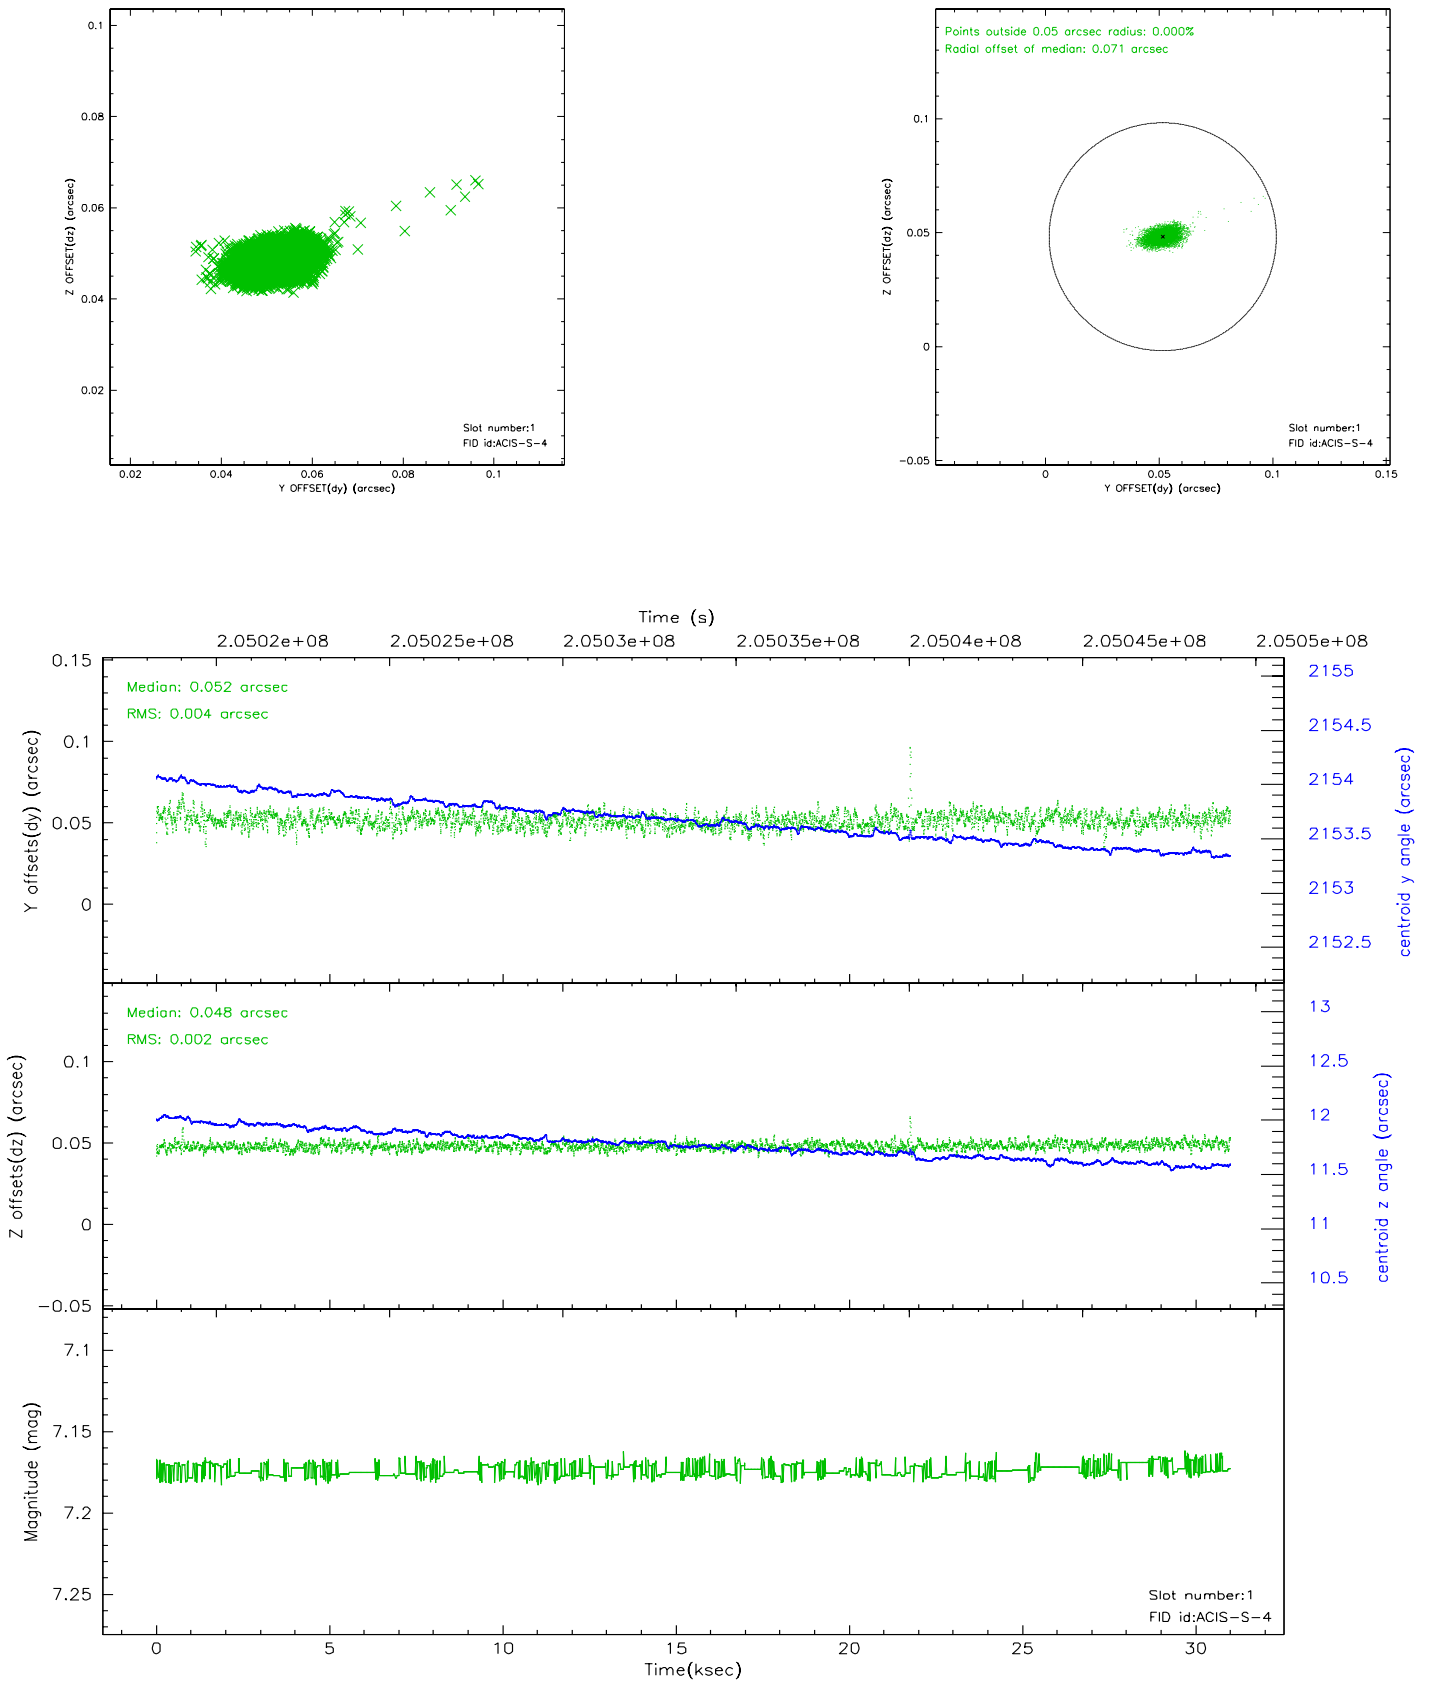 0.1
0.08
0.06
0.04
0.02
Z OFFSET(dz) (arcsec)
Slot number:1
FID id:ACIS-S-4
0.02 0.04 0.06 0.08 0.1
Y OFFSET(dy) (arcsec)
Points outside 0.05 arcsec radius: 0.000%
Radial offset of median: 0.071 arcsec
0.1
0.05
0
-0.05
Z OFFSET(dz) (arcsec)
Slot number:1
FID id:ACIS-S-4
0 0.05 0.1 0.15
Y OFFSET(dy) (arcsec)
Time (s)
2.0502e+08 2.05025e+08 2.0503e+08 2.05035e+08 2.0504e+08 2.05045e+08 2.0505e+08
0.15
0.1
0.05
0
Y offsets(dy) (arcsec)
Median: 0.052 arcsec
RMS: 0.004 arcsec
2155
2154.5
2154
2153.5
2153
2152.5
centroid y angle (arcsec)
0.1
0.05
0
-0.05
Z offsets(dz) (arcsec)
Median: 0.048 arcsec
RMS: 0.002 arcsec
13
12.5
12
11.5
11
10.5
centroid z angle (arcsec)
7.1
7.15
7.2
7.25
Magnitude (mag)
Slot number:1
FID id:ACIS-S-4
0 5 10 15 20 25 30
Time(ksec)